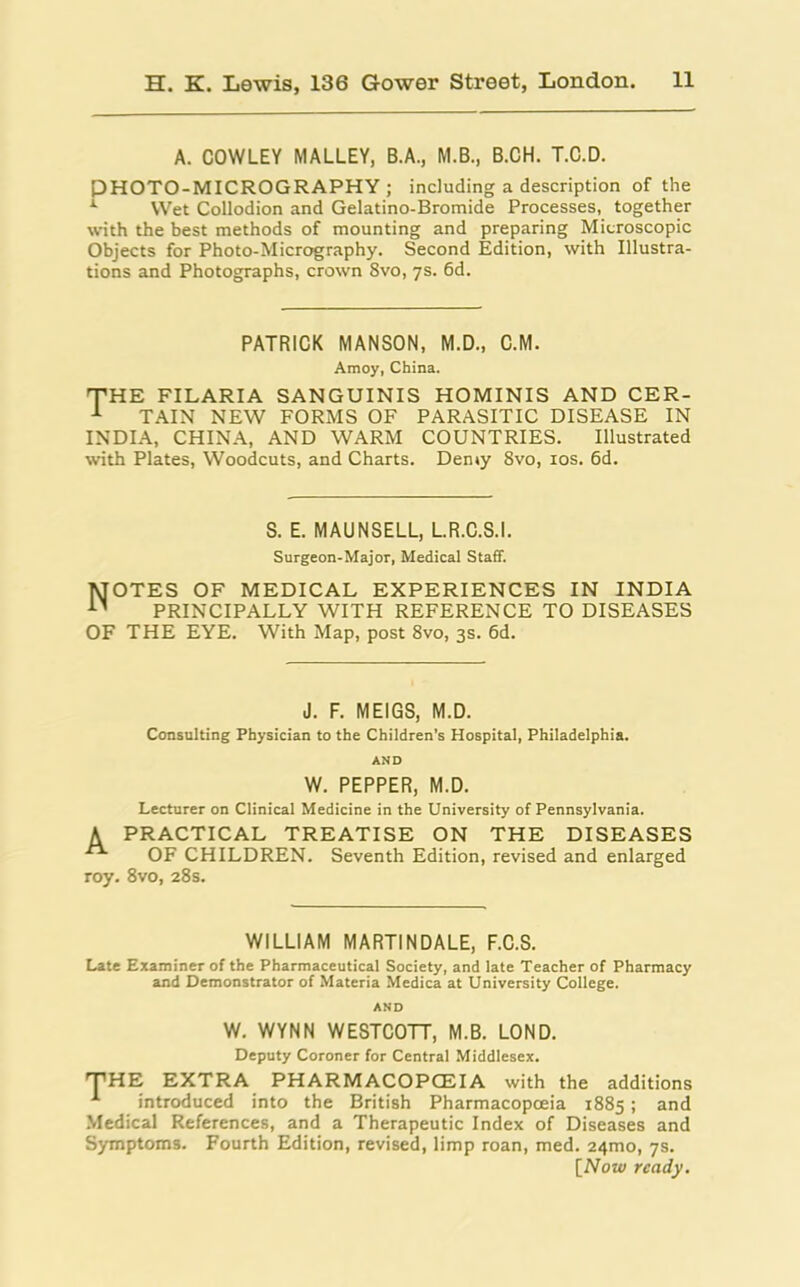 H. K. Lewis, 136 Gower Street, London. 11
A. COWLEY MALLEY, B.A., M.B., B.CH. T.C.D.
PHOTO-MICROGRAPHY; including a description of the
Wet Collodion and Gelatino-Bromide Processes, together
with the best methods of mounting and preparing Microscopic
Objects for Photo-Micrography. Second Edition, with Illustra-
tions and Photographs, crown 8vo, 7s. 6d.
PATRICK MANSON, M.D., C.M.
Amoy, China.
THE FILARIA SANGUINIS HOMINIS AND CER-
TAIN NEW FORMS OF PARASITIC DISEASE IN
INDIA, CHINA, AND WARM COUNTRIES. Illustrated
with Plates, Woodcuts, and Charts. Demy 8vo, 10s. 6d.
S. E. MAUNSELL, L.R.C.S.I.
Surgeon-Major, Medical Staff.
NOTES OF MEDICAL EXPERIENCES IN INDIA
PRINCIPALLY WITH REFERENCE TO DISEASES
OF THE EYE. With Map, post 8vo, 3s. 6d.
J. F. MEIGS, M.D.
Consulting Physician to the Children's Hospital, Philadelphia.
AND
W. PEPPER, M.D.
Lecturer on Clinical Medicine in the University of Pennsylvania.
A PRACTICAL TREATISE ON THE DISEASES
OF CHILDREN. Seventh Edition, revised and enlarged
roy. 8vo, 28s.
WILLIAM MARTINDALE, F.C.S.
Late Examiner of the Pharmaceutical Society, and late Teacher of Pharmacy
and Demonstrator of Materia Medica at University College.
AND
W. WYNN WESTCOTT, M.B. LOND.
Deputy Coroner for Central Middlesex.
THE EXTRA PHARMACOPŒIA with the additions
introduced into the British Pharmacopœia 1885; and
Medical References, and a Therapeutic Index of Diseases and
Symptoms. Fourth Edition, revised, limp roan, med. 24mo, 7s.
[Now ready.